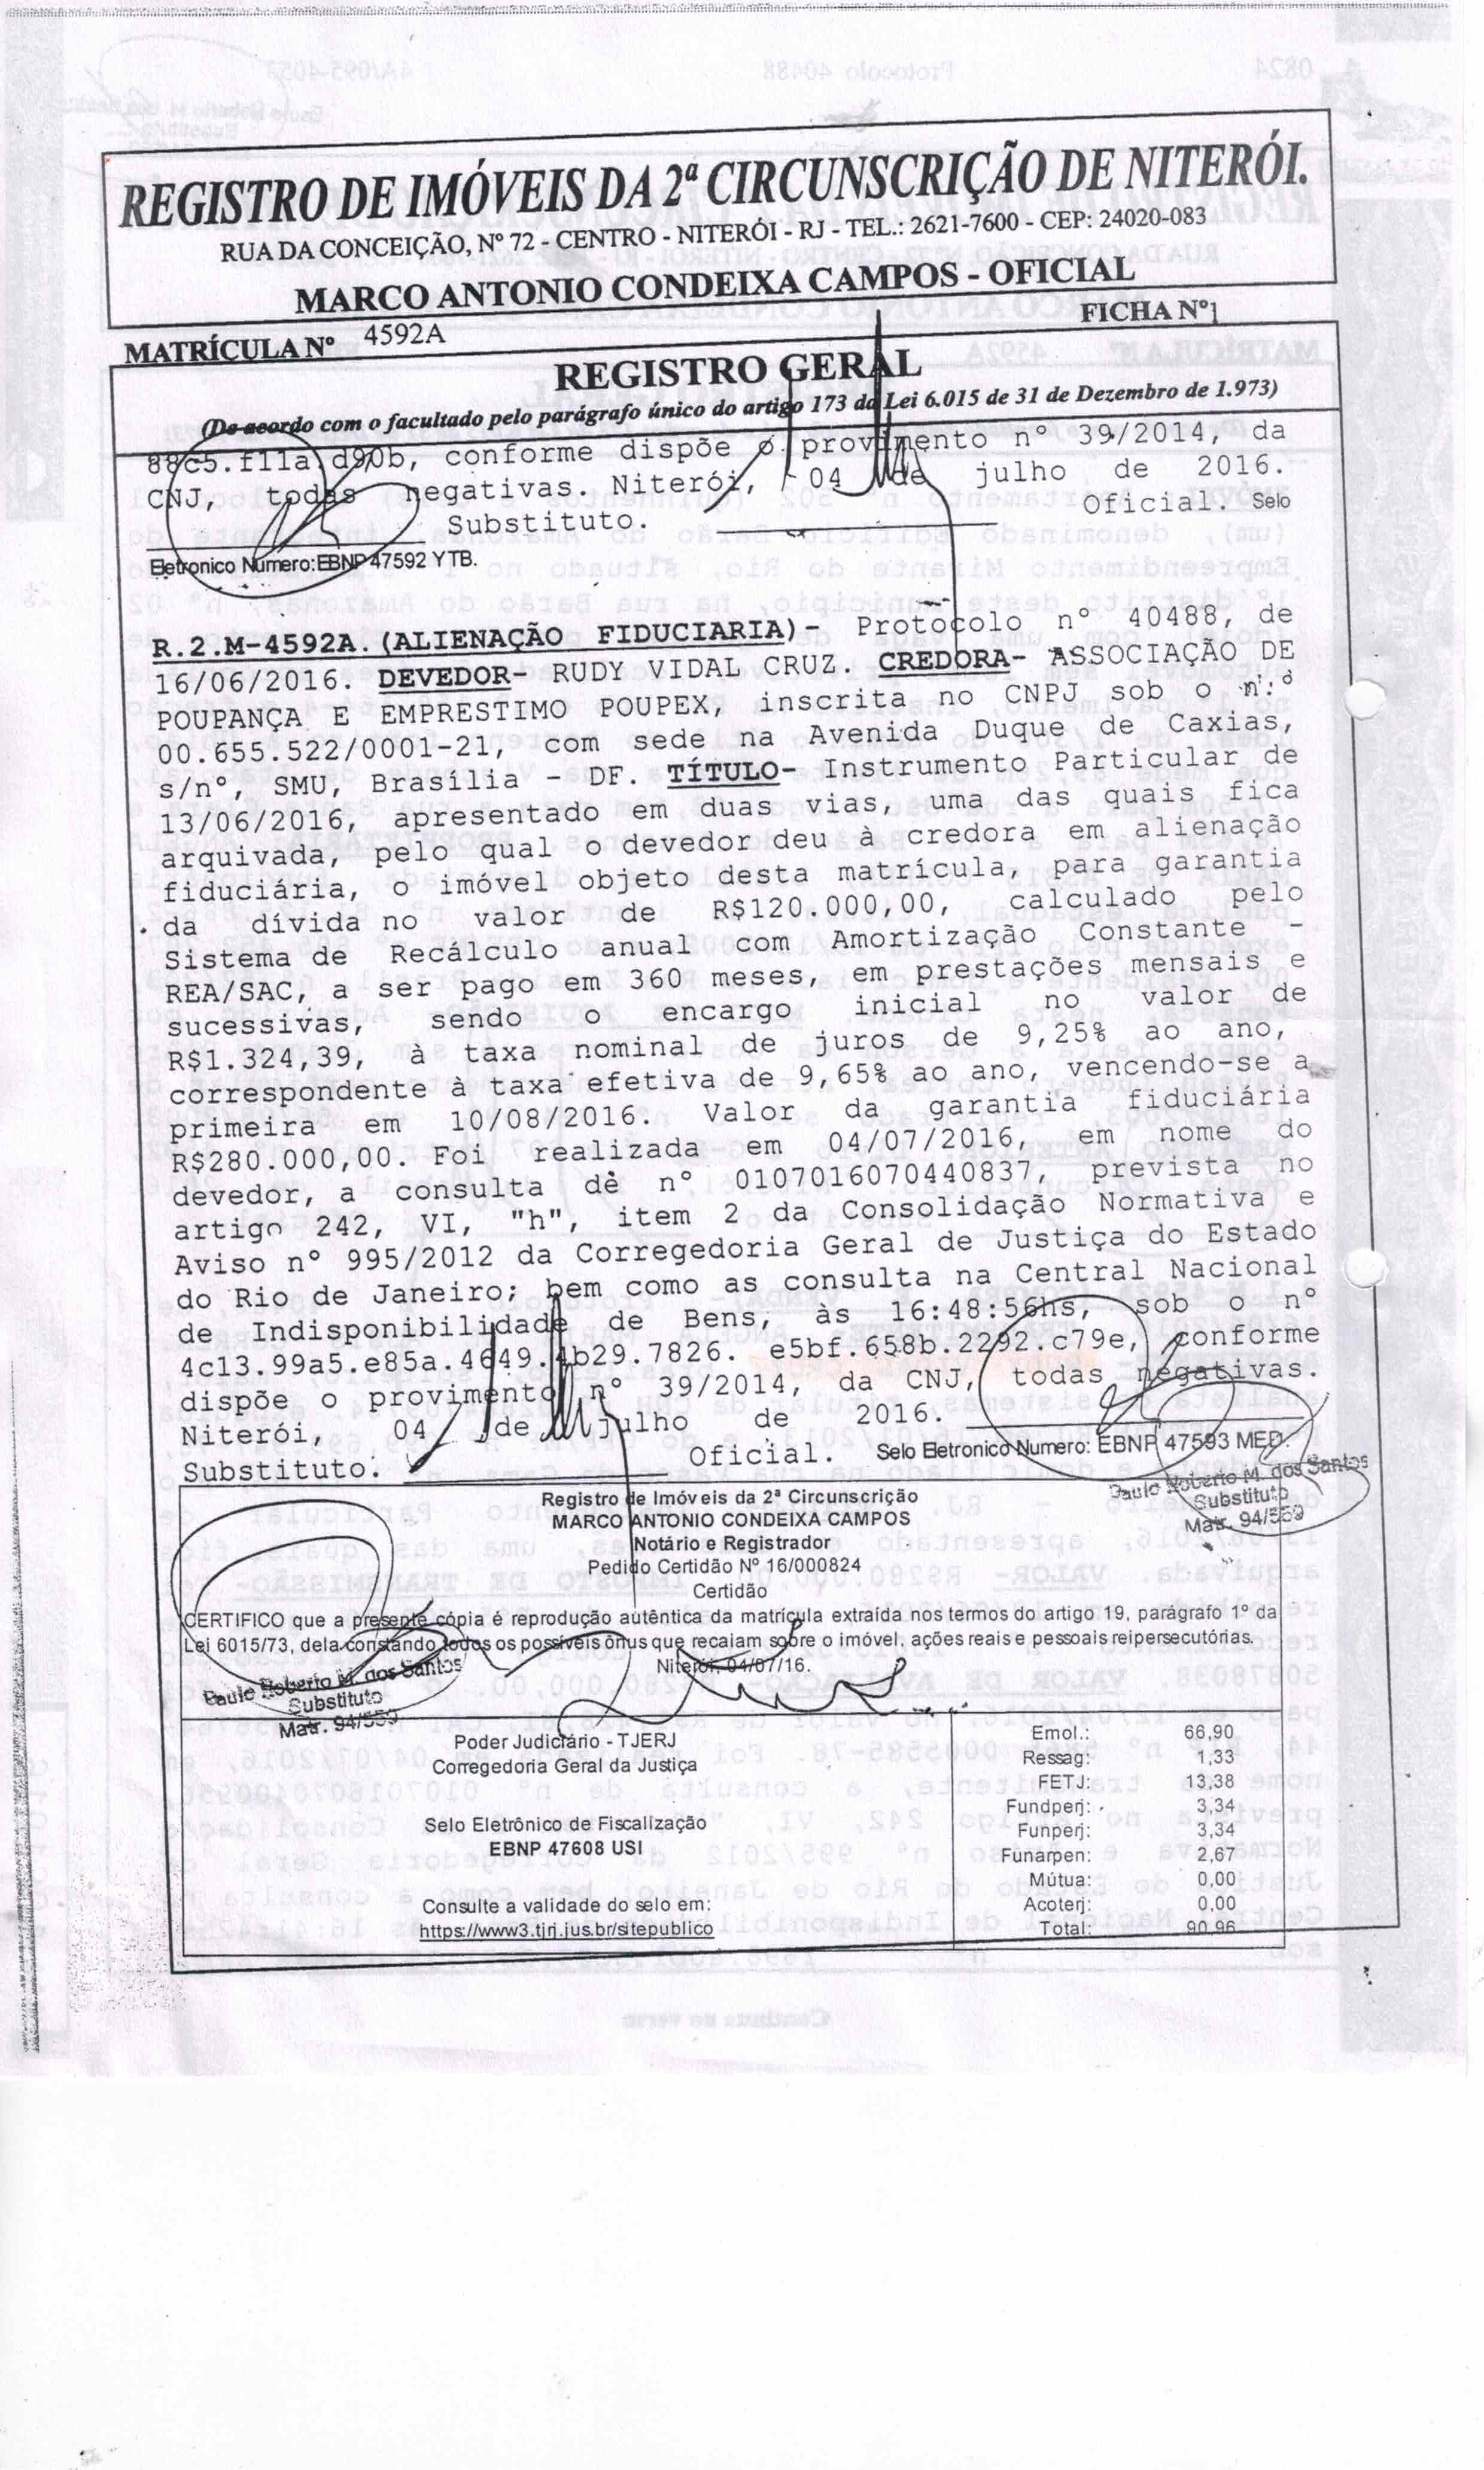 REGISTRO DE IMÓVEIS DA 2ª CIRCUNSCRIÇÃO DE NITERÓI.
RUA DA CONCEIÇÃO, Nº 72 - CENTRO - NITERÓI - RJ - TEL.: 2621-7600 - CEP: 24020-083
MARCO ANTONIO CONDEIXA CAMPOS - OFICIAL
MATRÍCULA Nº 4592A FICHA Nº1
REGISTRO GERAL
(De acordo com o facultado pelo parágrafo único do artigo 173 da Lei 6.015 de 31 de Dezembro de 1.973)
88c5.f11a.d90b, conforme dispõe o provimento nº 39/2014, da
CNJ, todas negativas. Niterói, 04 de julho de 2016.
Substituto. Oficial. Selo
Eletronico Numero:EBNP 47592 YTB.
R.2.M-4592A.(ALIENAÇÃO FIDUCIARIA)- Protocolo nº 40488, de
16/06/2016. DEVEDOR- RUDY VIDAL CRUZ. CREDORA- ASSOCIAÇÃO DE
POUPANÇA E EMPRESTIMO POUPEX, inscrita no CNPJ sob o n.º
00.655.522/0001-21, com sede na Avenida Duque de Caxias,
s/nº, SMU, Brasília - DF. TÍTULO- Instrumento Particular de
13/06/2016, apresentado em duas vias, uma das quais fica
arquivada, pelo qual o devedor deu à credora em alienação
fiduciária, o imóvel objeto desta matrícula, para garantia
da dívida no valor de R$120.000,00, calculado pelo
Sistema de Recálculo anual com Amortização Constante -
REA/SAC, a ser pago em 360 meses, em prestações mensais e
sucessivas, sendo o encargo inicial no valor de
R$1.324,39, à taxa nominal de juros de 9,25% ao ano,
correspondente à taxa efetiva de 9,65% ao ano, vencendo-se a
primeira em 10/08/2016. Valor da garantia fiduciária
R$280.000,00. Foi realizada em 04/07/2016, em nome do
devedor, a consulta de nº 0107016070440837, prevista no
artigo 242, VI, "h", item 2 da Consolidação Normativa e
Aviso nº 995/2012 da Corregedoria Geral de Justiça do Estado
do Rio de Janeiro; bem como as consulta na Central Nacional
de Indisponibilidade de Bens, às 16:48:56hs, sob o nº
4c13.99a5.e85a.4649.4b29.7826. e5bf.658b.2292.c79e, conforme
dispõe o provimento nº 39/2014, da CNJ, todas negativas.
Niterói, 04 de julho de 2016.
Substituto. Oficial. Selo Eletronico Numero: EBNP 47593 MED.
Paulo Roberto M. dos Santos
Substituto
Matr. 94/559
Registro de Imóveis da 2ª Circunscrição
MARCO ANTONIO CONDEIXA CAMPOS
Notário e Registrador
Pedido Certidão Nº 16/000824
Certidão
CERTIFICO que a presente cópia é reprodução autêntica da matrícula extraída nos termos do artigo 19, parágrafo 1º da
Lei 6015/73, dela constando todos os possíveis ônus que recaiam sobre o imóvel, ações reais e pessoais reipersecutórias.
Niterói, 04/07/16.
Paulo Roberto M. dos Santos
Substituto
Matr. 94/559
Poder Judiciário - TJERJ
Corregedoria Geral da Justiça
Selo Eletrônico de Fiscalização
EBNP 47608 USI
Consulte a validade do selo em:
https://www3.tjrj.jus.br/sitepublico
Emol.: 66,90
Ressag: 1,33
FETJ: 13,38
Fundperj: 3,34
Funperj: 3,34
Funarpen: 2,67
Mútua: 0,00
Acoterj: 0,00
Total: 90,96